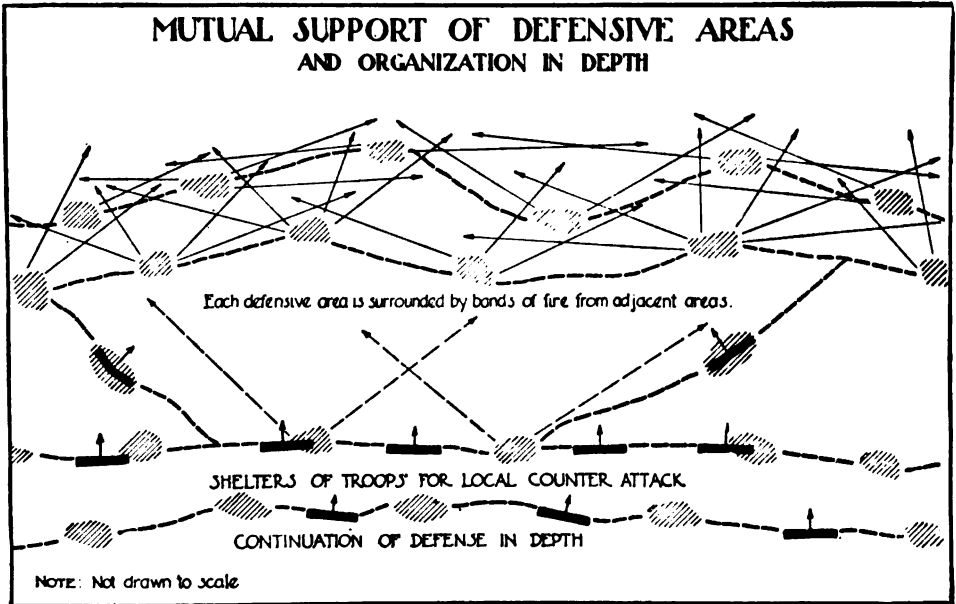 MUTUAL SUPPORT OF DEFENSIVE AREAS
AND ORGANIZATION IN DEPTH
Each defensive area is surrounded by bands of fire from adjacent areas.
SHELTERS OF TROOPS FOR LOCAL COUNTER ATTACK
CONTINUATION OF DEFENSE IN DEPTH
NOTE: Not drawn to scale